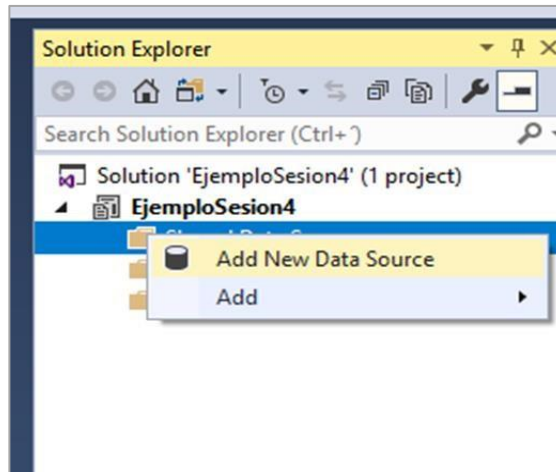 Solution Explorer
Search Solution Explorer (Ctrl+´)
Solution 'EjemploSesion4' (1 project)
EjemploSesion4
Add New Data Source
Add